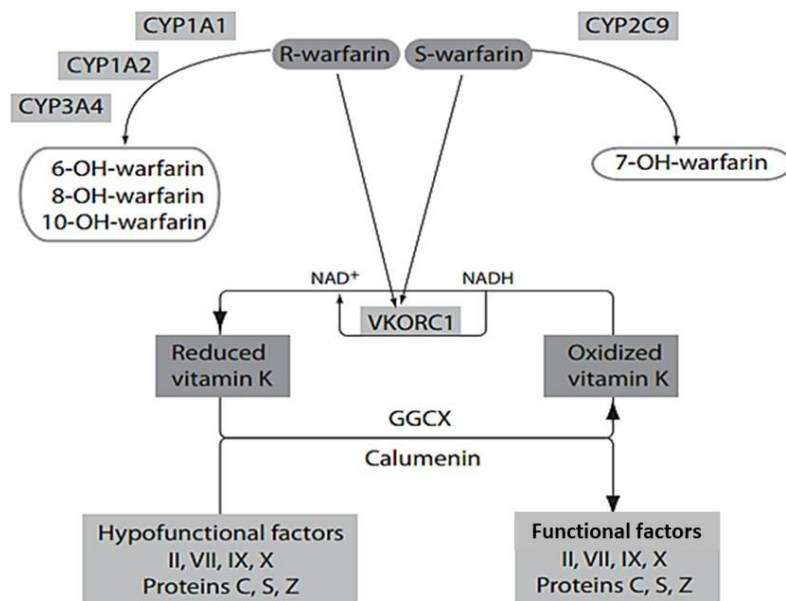 CYP1A1
CYP1A2
CYP3A4
R-warfarin
S-warfarin
CYP2C9
6-OH-warfarin
8-OH-warfarin
10-OH-warfarin
7-OH-warfarin
NAD+
NADH
VKORC1
Reduced
vitamin K
Oxidized
vitamin K
GGCX
Calumenin
Hypofunctional factors
II, VII, IX, X
Proteins C, S, Z
Functional factors
II, VII, IX, X
Proteins C, S, Z